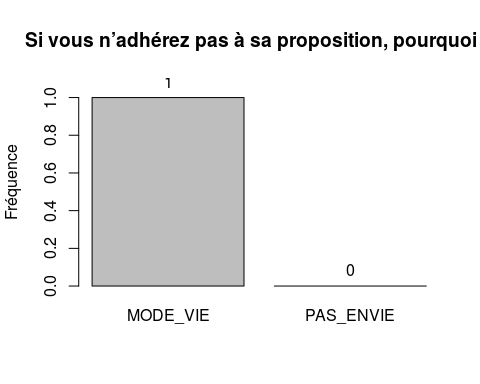 Si vous n’adhérez pas à sa proposition, pourquoi
1
Fréquence
1.0
0.8
0.6
0.4
0.2
0.0
0
MODE_VIE PAS_ENVIE